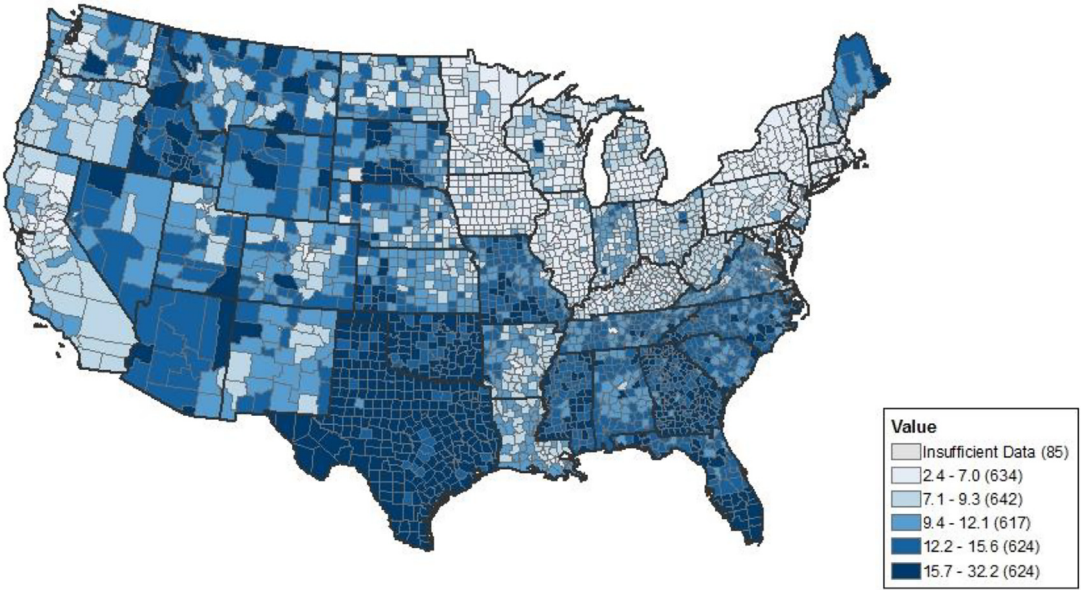 Value
Insufficient Data (85)
2.4 - 7.0 (634)
7.1 - 9.3 (642)
9.4 - 12.1 (617)
12.2 - 15.6 (624)
15.7 - 32.2 (624)